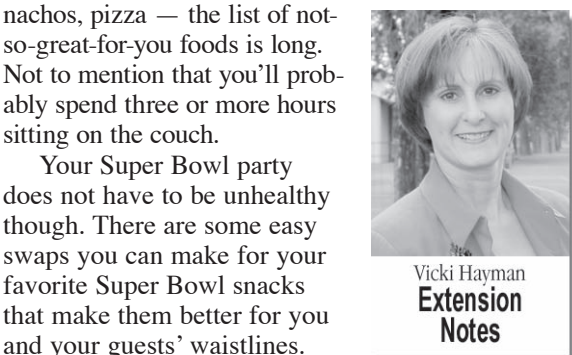 nachos, pizza — the list of not-
so-great-for-you foods is long.
Not to mention that you'll prob-
ably spend three or more hours
sitting on the couch.
Your Super Bowl party
does not have to be unhealthy
though. There are some easy
swaps you can make for your
favorite Super Bowl snacks
that make them better for you
and your guests' waistlines.
Vicki Hayman
Extension
Notes